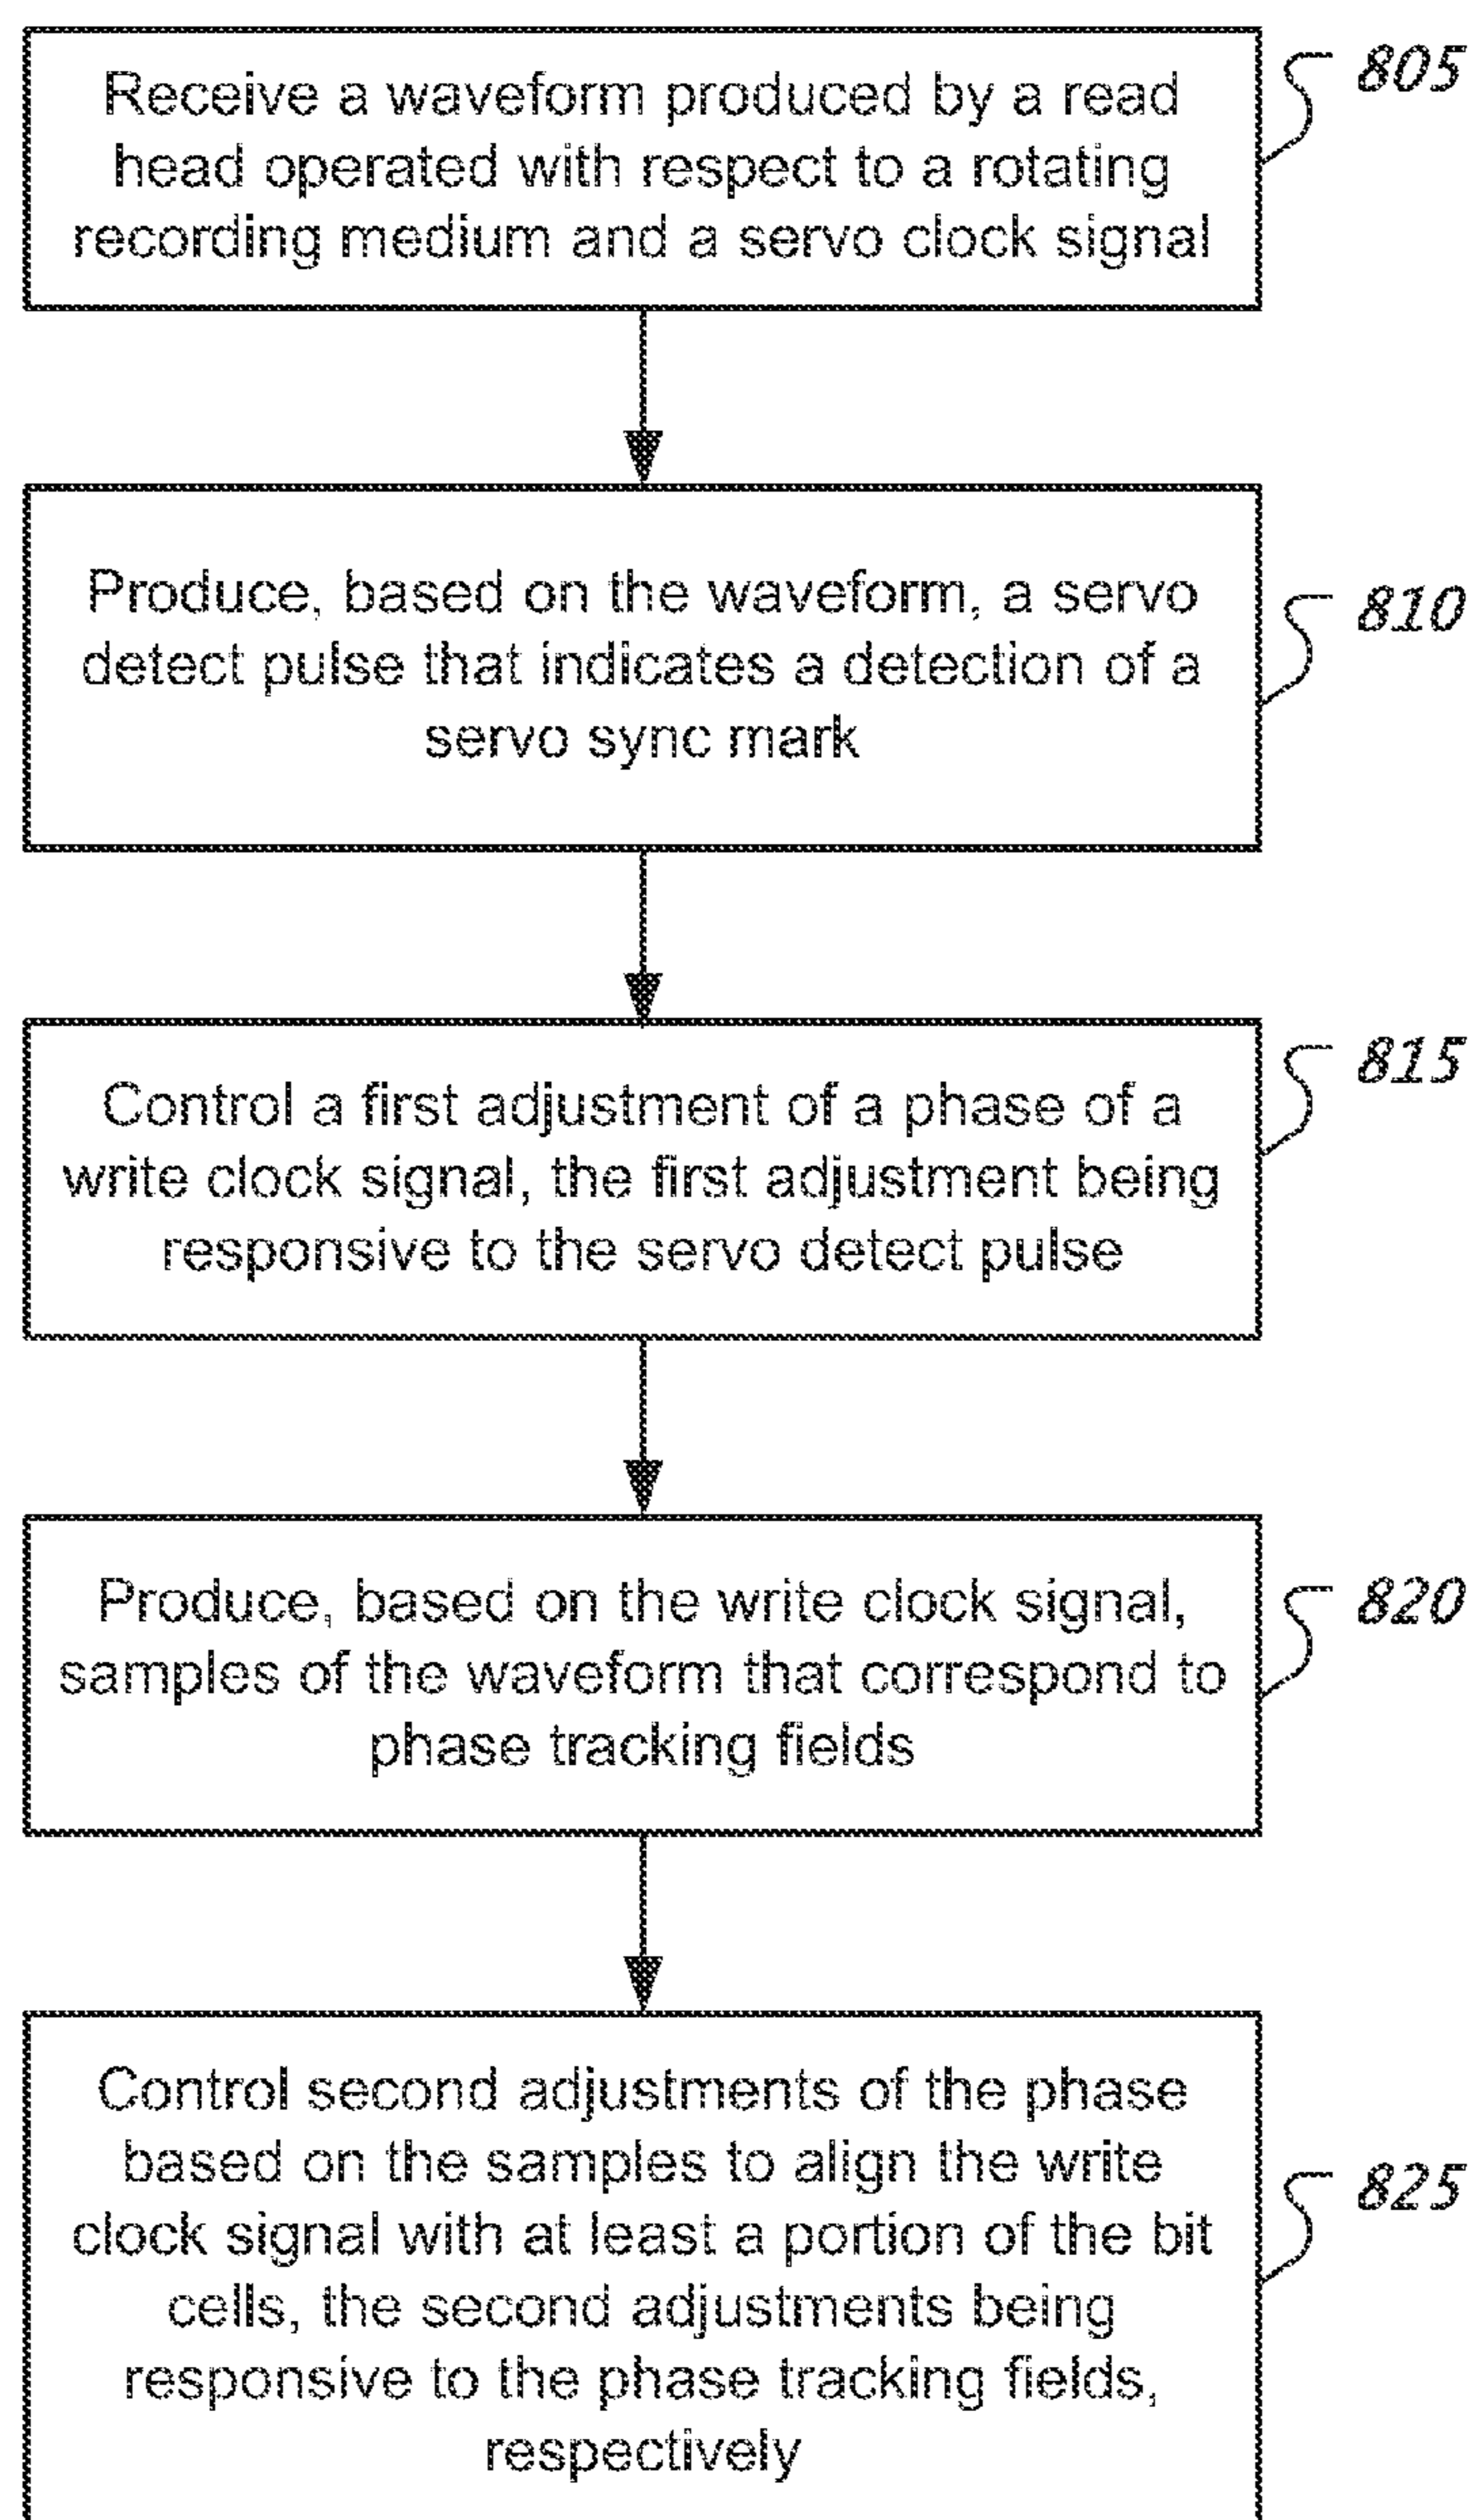 Receive a waveform produced by a read
head operated with respect to a rotating
recording medium and a servo clock signal
805
Produce, based on the waveform, a servo
detect pulse that indicates a detection of a
servo sync mark
810
Control a first adjustment of a phase of a
write clock signal, the first adjustment being
responsive to the servo detect pulse
815
Produce, based on the write clock signal,
samples of the waveform that correspond to
phase tracking fields
820
Control second adjustments of the phase
based on the samples to align the write
clock signal with at least a portion of the bit
cells, the second adjustments being
responsive to the phase tracking fields,
respectively
825